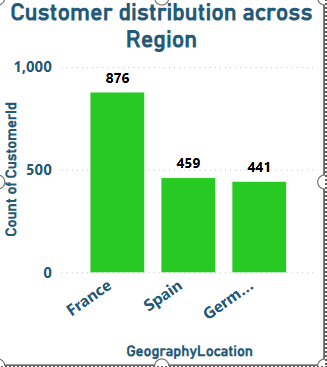 Customer distribution across
Region
1,000
876
Count of CustomerId
500
459
441
0
France
Spain
Germ...
GeographyLocation